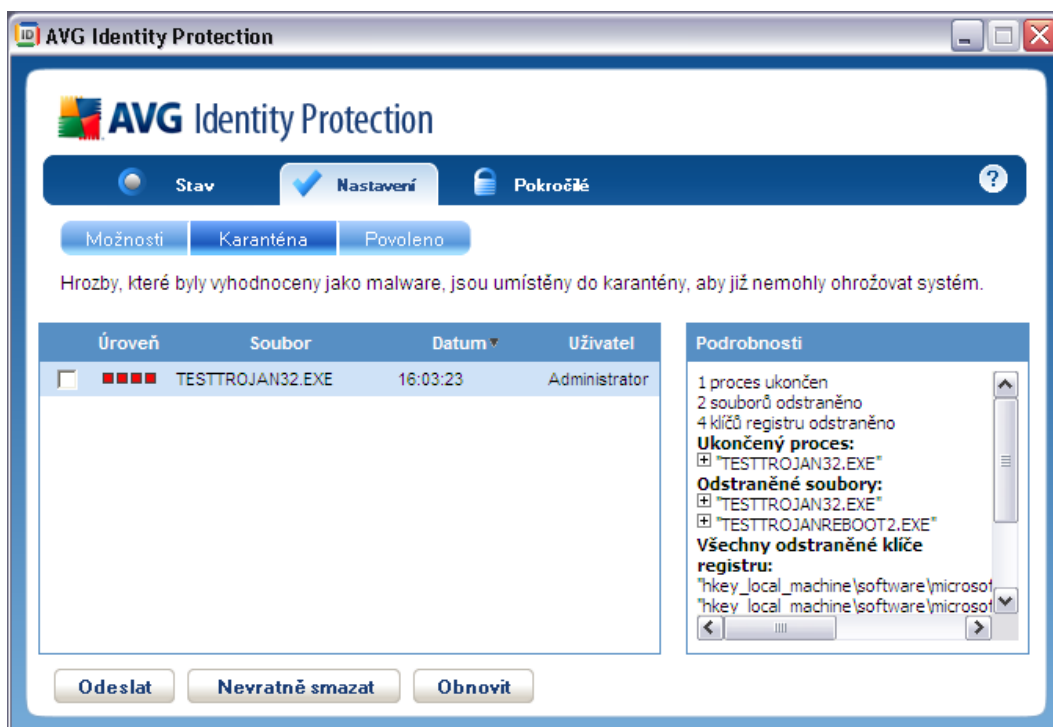 AVG Identity Protection
AVG Identity Protection
Stav Nastavení Pokročilé ?
Možnosti Karanténa Povoleno
Hrozby, které byly vyhodnoceny jako malware, jsou umístěny do karantény, aby již nemohly ohrožovat systém.
Úroveň Soubor Datum Uživatel
TESTTROJAN32.EXE 16:03:23 Administrator
Podrobnosti
1 proces ukončen
2 souborů odstraněno
4 klíčů registru odstraněno
Ukončený proces:
"TESTTROJAN32.EXE"
Odstraněné soubory:
"TESTTROJAN32.EXE"
"TESTTROJANREBOOT2.EXE"
Všechny odstraněné klíče
registru:
"hkey_local_machine\software\microsof
"hkey_local_machine\software\microsof
Odeslat Nevratně smazat Obnovit